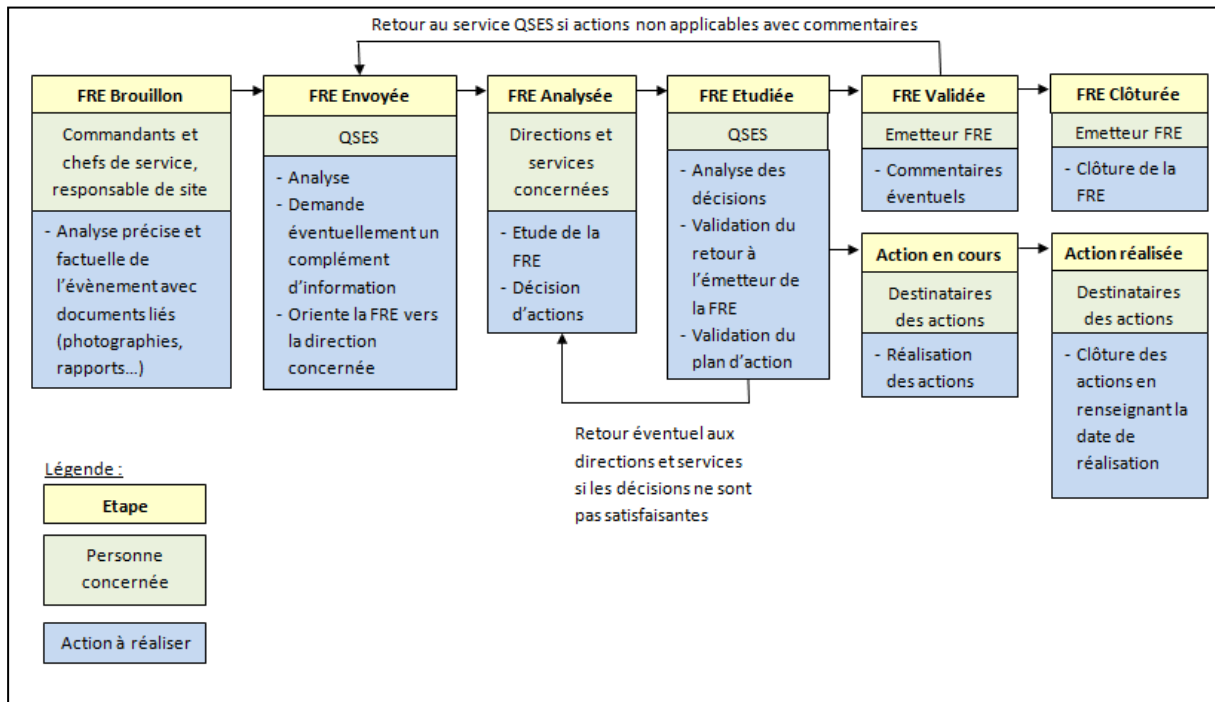 Retour au service QSES si actions non applicables avec commentaires
FRE Brouillon
Commandants et
chefs de service,
responsable de site
- Analyse précise et
factuelle de
l'évènement avec
documents liés
(photographies,
rapports...)
FRE Envoyée
QSES
- Analyse
- Demande
éventuellement un
complément
d'information
- Oriente la FRE vers
la direction
concernée
FRE Analysée
Directions et
services
concernées
- Etude de la
FRE
- Décision
d'actions
FRE Etudiée
QSES
- Analyse des
décisions
- Validation du
retour à
l'émetteur de
la FRE
- Validation du
plan d'action
FRE Validée
Emetteur FRE
- Commentaires
éventuels
FRE Clôturée
Emetteur FRE
- Clôture de la
FRE
Action en cours
Destinataires
des actions
- Réalisation
des actions
Action réalisée
Destinataires
des actions
- Clôture des
actions en
renseignant la
date de
réalisation
Retour éventuel aux
directions et services
si les décisions ne sont
pas satisfaisantes
Légende :
Etape
Personne
concernée
Action à réaliser